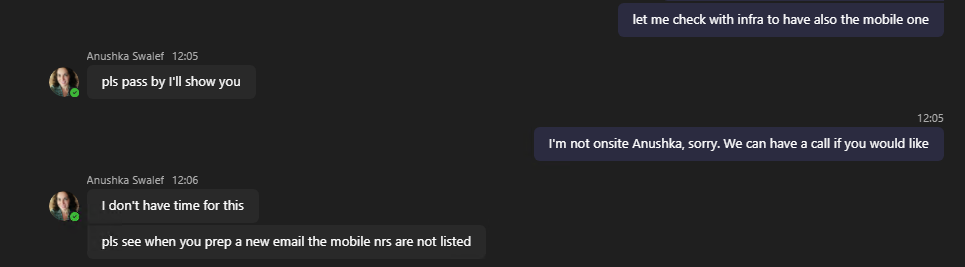 let me check with infra to have also the mobile one
Anushka Swalef 12:05
pls pass by I'll show you
12:05
I'm not onsite Anushka, sorry. We can have a call if you would like
Anushka Swalef 12:06
I don't have time for this
pls see when you prep a new email the mobile nrs are not listed